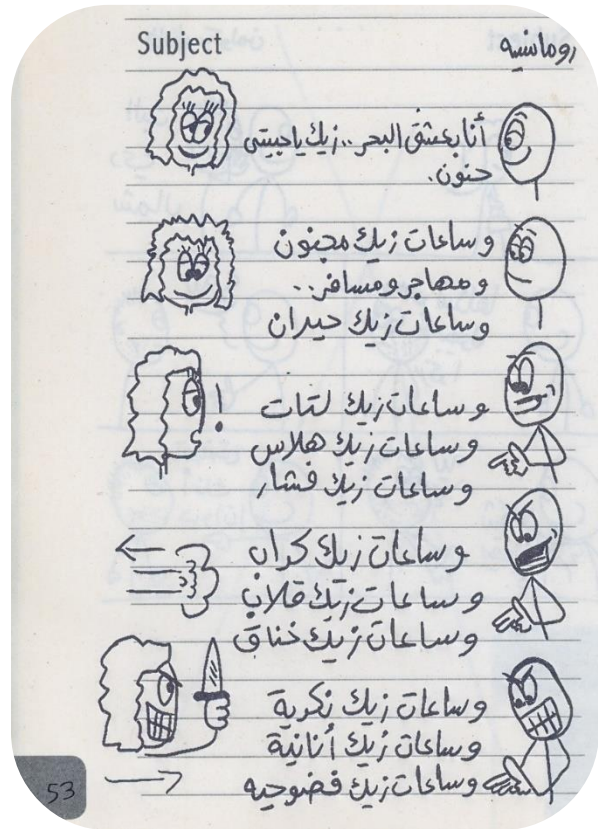 Subject
رومانسيه
أنا بعشق البحر.. زيك يا حبيبتى
حنون.
وساعات زيك مجنون
ومهاجر ومسافر..
وساعات زيك حيران
وساعات زيك لتات
!
وساعات زيك هلاس
وساعات زيك فشار
وساعات زيك كداب
وساعات زيك قلاب
وساعات زيك خناق
وساعات زيك نكدية
وساعات زيك أنانية
وساعات زيك فضوحيه
53